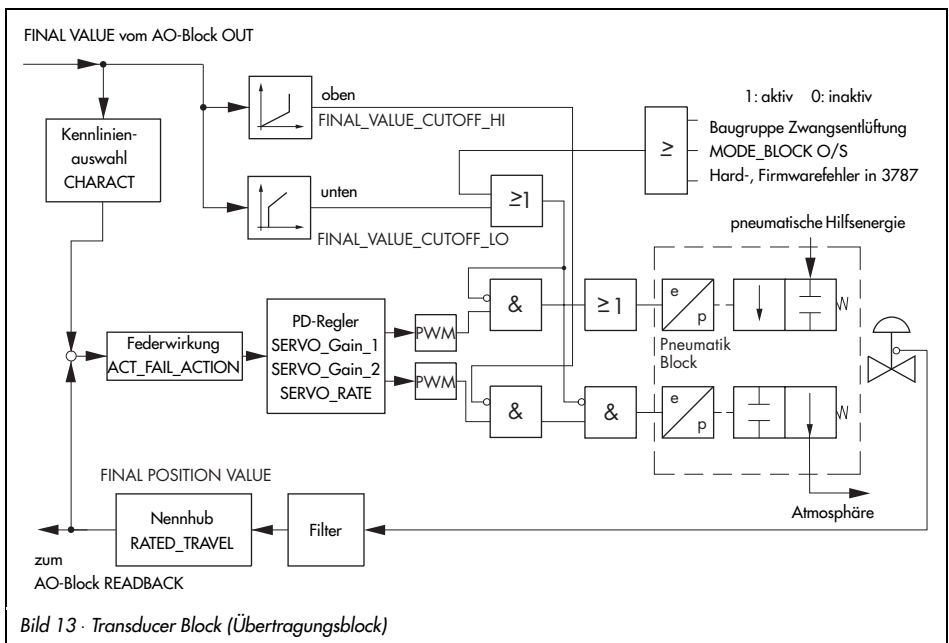 FINAL VALUE vom AO-Block OUT
oben
FINAL_VALUE_CUTOFF_HI
1: aktiv 0: inaktiv
Kennlinien-
auswahl
CHARACT
≥
Baugruppe Zwangsentlüftung
MODE_BLOCK O/S
Hard-, Firmwarefehler in 3787
unten
FINAL_VALUE_CUTOFF_LO
≥1
pneumatische Hilfsenergie
Federwirkung
ACT_FAIL_ACTION
PD-Regler
SERVO_Gain_1
SERVO_Gain_2
SERVO_RATE
PWM
PWM
&
≥1
e
p
Pneumatik
Block
&
&
e
p
FINAL POSITION VALUE
Nennhub
RATED_TRAVEL
Filter
Atmosphäre
zum
AO-Block READBACK
Bild 13 · Transducer Block (Übertragungsblock)